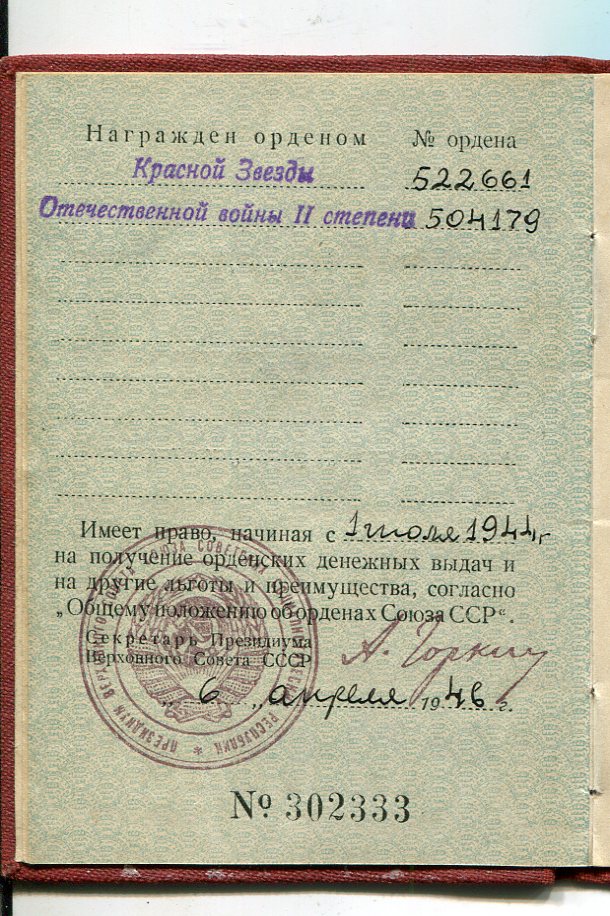 Награжден орденом № ордена
Красной Звезды 522661
Отечественной войны II степени 504179
Имеет право, начиная с 1 июля 1944 г
на получение орденских денежных выдач и
на другие льготы и преимущества, согласно
„Общему положению об орденах Союза ССР“.
Секретарь Президиума
Верховного Совета СССР
А. Горкин
„ 6 „ апреля 1946 г.
№ 302333